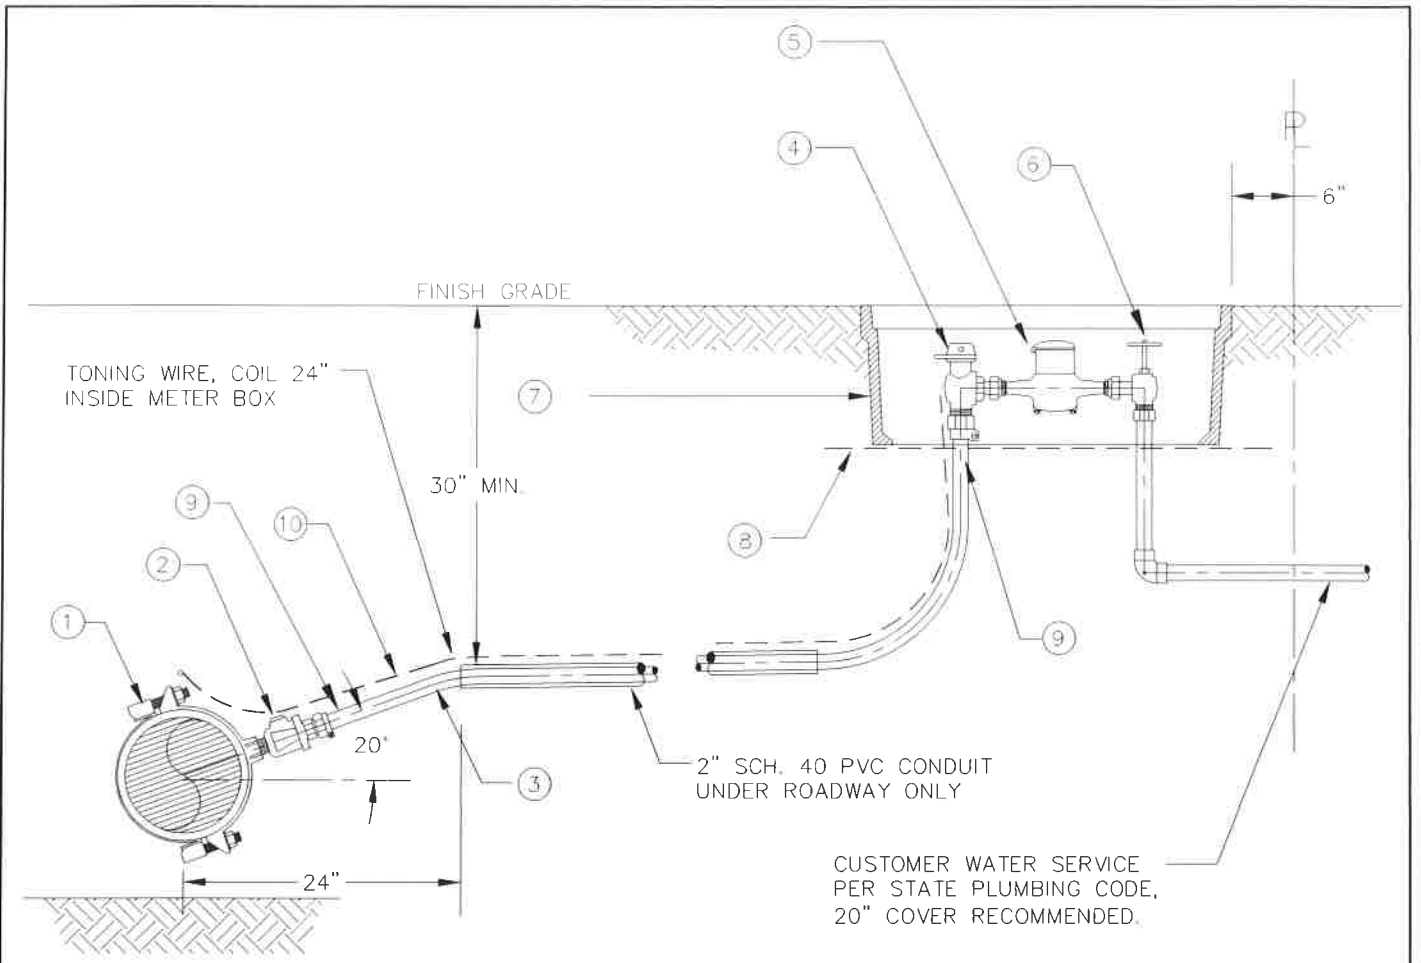 5
4
6
PL
6"
FINISH GRADE
TONING WIRE, COIL 24"
INSIDE METER BOX
7
30" MIN.
9
10
8
2
1
9
20°
3
2" SCH. 40 PVC CONDUIT
UNDER ROADWAY ONLY
24"
CUSTOMER WATER SERVICE
PER STATE PLUMBING CODE,
20" COVER RECOMMENDED.